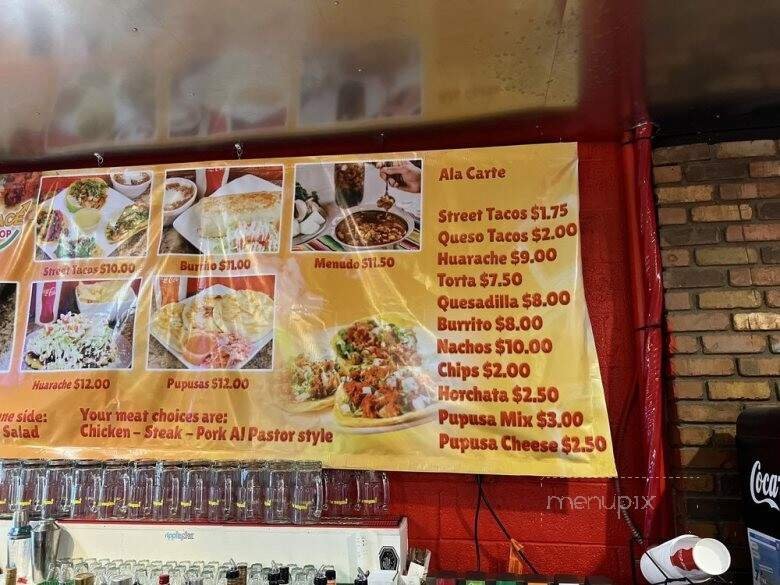 Ala Carte
Street Tacos $1.75
Queso Tacos $2.00
Huarache $9.00
Torta $7.50
Quesadilla $8.00
Burrito $8.00
Nachos $10.00
Chips $2.00
Horchata $2.50
Pupusa Mix $3.00
Pupusa Cheese $2.50
Street Tacos $10.00
Burrito $11.00
Menudo $11.50
Huarache $12.00
Pupusas $12.00
side:
Salad
Your meat choices are:
Chicken – Steak – Pork Al Pastor style
menupix
Coca